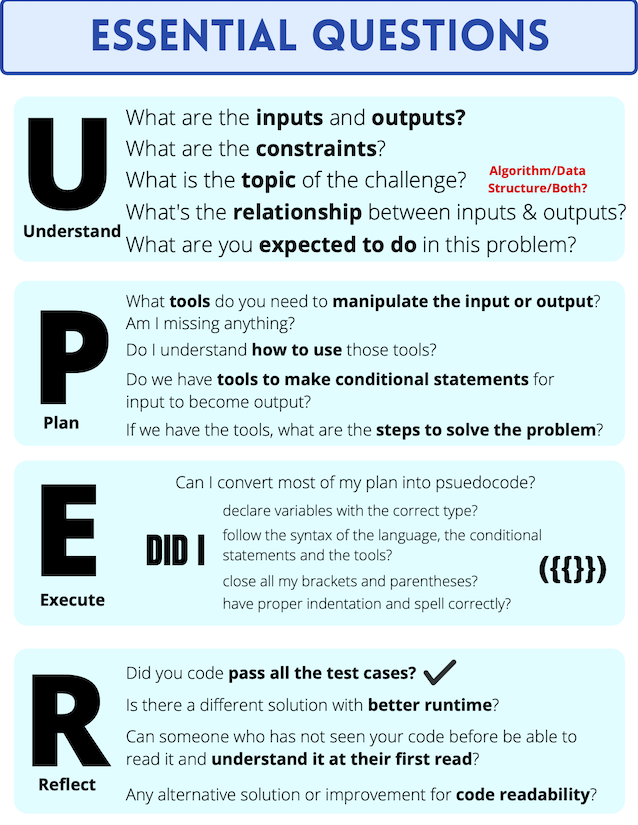 ESSENTIAL QUESTIONS
U
Understand
What are the inputs and outputs?
What are the constraints?
What is the topic of the challenge?
Algorithm/Data
Structure/Both?
What's the relationship between inputs & outputs?
What are you expected to do in this problem?
P
Plan
What tools do you need to manipulate the input or output?
Am I missing anything?
Do I understand how to use those tools?
Do we have tools to make conditional statements for
input to become output?
If we have the tools, what are the steps to solve the problem?
E
Execute
Can I convert most of my plan into psuedocode?
DID I
declare variables with the correct type?
follow the syntax of the language, the conditional
statements and the tools?
close all my brackets and parentheses?
have proper indentation and spell correctly?
({{}})
R
Reflect
Did you code pass all the test cases?
Is there a different solution with better runtime?
Can someone who has not seen your code before be able to
read it and understand it at their first read?
Any alternative solution or improvement for code readability?